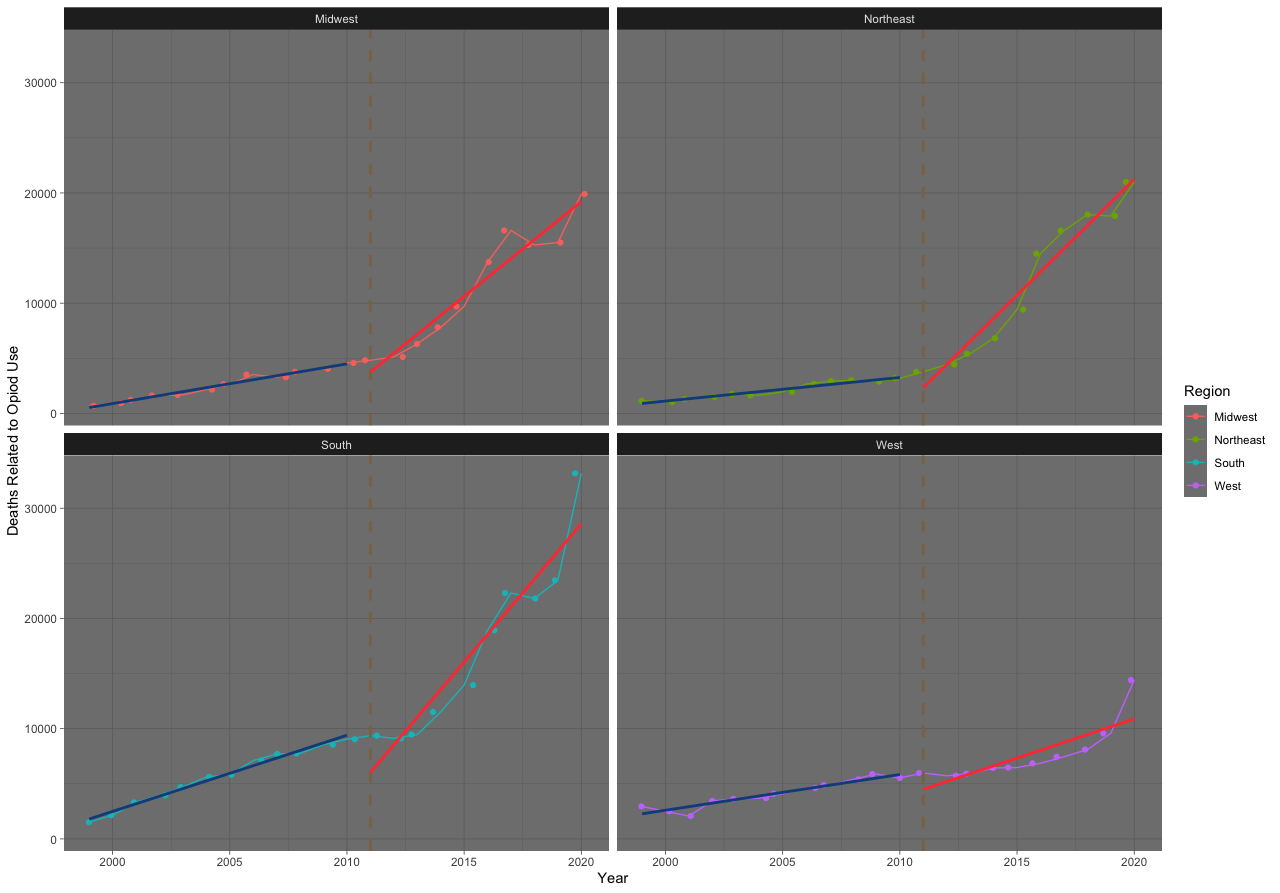 Midwest
Northeast
30000
20000
10000
0
South
West
30000
20000
10000
0
2000
2005
2010
2015
2020
2000
2005
2010
2015
2020
Year
Deaths Related to Opiod Use
Region
Midwest
Northeast
South
West